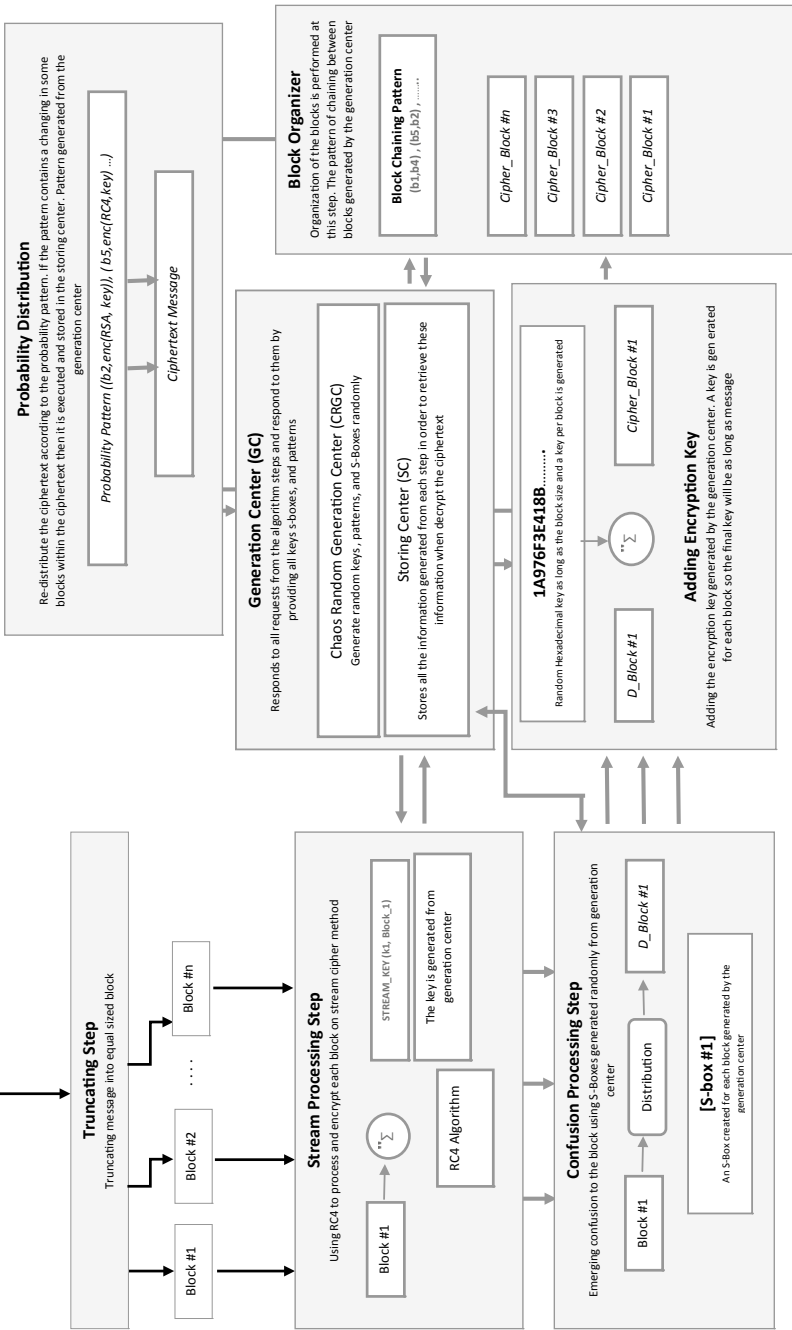 Truncating Step
Truncating message into equal sized block
Block #1
Block #2
. . . .
Block #n
Stream Processing Step
Using RC4 to process and encrypt each block on stream cipher method
Block #1
Σ̈
STREAM_KEY (k1, Block_1)
RC4 Algorithm
The key is generated from
generation center
Confusion Processing Step
Emerging confusion to the block using S-Boxes generated randomly from generation
center
Block #1
Distribution
D_Block #1
[S-box #1]
An S-Box created for each block generated by the
generation center
Probability Distribution
Re-distribute the ciphertext according to the probability pattern. If the pattern contains a changing in some
blocks within the ciphertext then it is executed and stored in the storing center. Pattern generated from the
generation center
Probability Pattern ((b2,enc(RSA, key)), ( b5,enc(RC4,key) ...)
Ciphertext Message
Generation Center (GC)
Responds to all requests from the algorithm steps and respond to them by
providing all keys s-boxes, and patterns
Chaos Random Generation Center (CRGC)
Generate random keys, patterns, and S-Boxes randomly
Storing Center (SC)
Stores all the information generated from each step in order to retrieve these
information when decrypt the ciphertext
1A976F3E418B..........
Random Hexadecimal key as long as the block size and a key per block is generated
D_Block #1
Σ̈
Cipher_Block #1
Adding Encryption Key
Adding the encryption key generated by the generation center. A key is gen erated
for each block so the final key will be as long as message
Block Organizer
Organization of the blocks is performed at
this step. The pattern of chaining between
blocks generated by the generation center
Block Chaining Pattern
(b1,b4) , (b5,b2) , .......
Cipher_Block #n
Cipher_Block #3
Cipher_Block #2
Cipher_Block #1